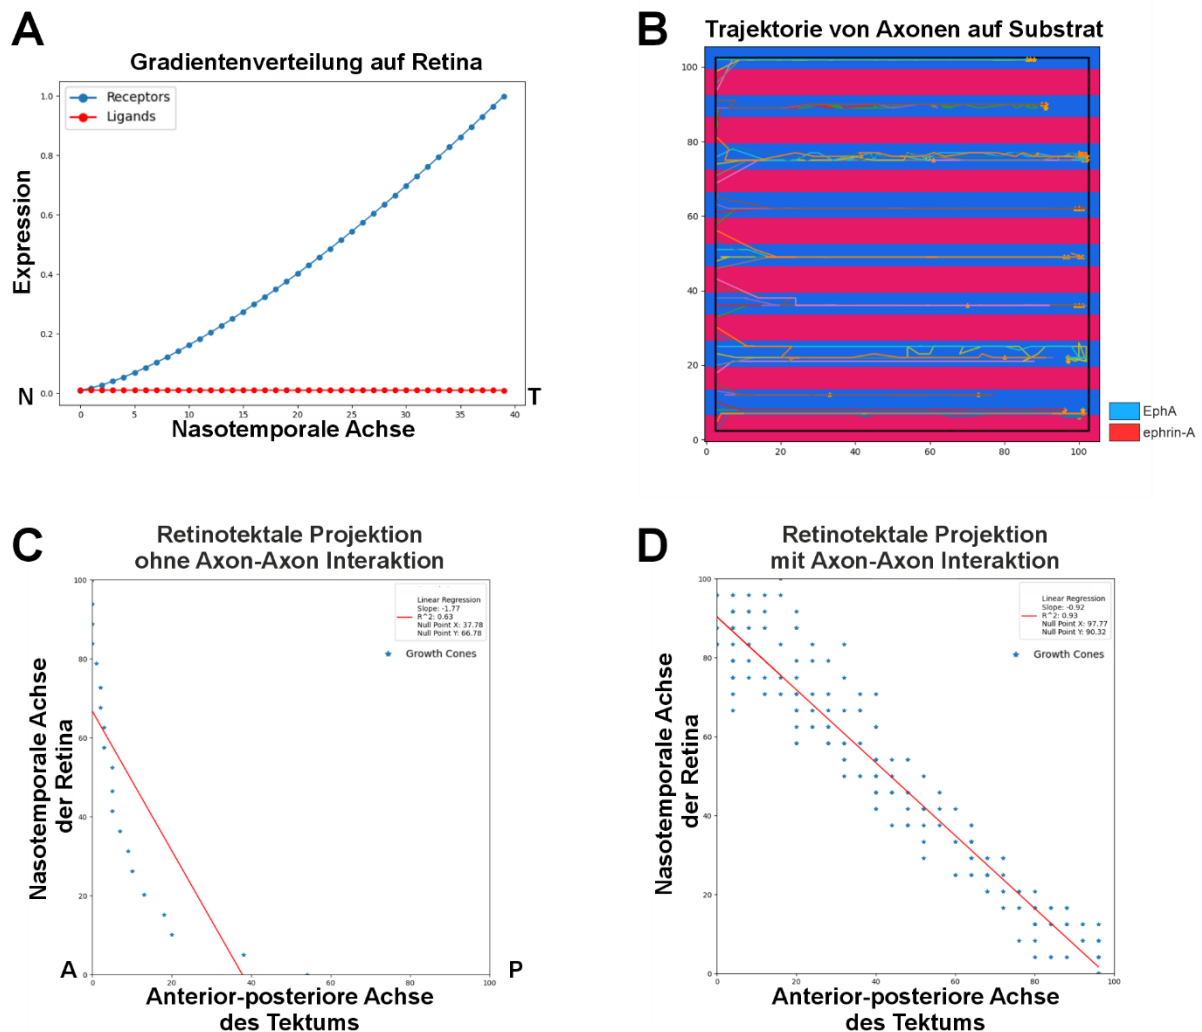 A
Gradientenverteilung auf Retina
Receptors
Ligands
1.0
0.8
0.6
0.4
0.2
0.0
Expression
N
T
0 5 10 15 20 25 30 35 40
Nasotemporale Achse
B
Trajektorie von Axonen auf Substrat
100
80
60
40
20
0
0 20 40 60 80 100
EphA
ephrin-A
C
Retinotektale Projektion
ohne Axon-Axon Interaktion
Linear Regression
Slope: -1.77
R^2: 0.63
Null Point X: 37.78
Null Point Y: 66.78
Growth Cones
100
80
60
40
20
0
Nasotemporale Achse
der Retina
A
P
0 20 40 60 80 100
Anterior-posteriore Achse
des Tektums
D
Retinotektale Projektion
mit Axon-Axon Interaktion
Linear Regression
Slope: -0.92
R^2: 0.93
Null Point X: 97.77
Null Point Y: 90.32
Growth Cones
100
80
60
40
20
0
Nasotemporale Achse
der Retina
0 20 40 60 80 100
Anterior-posteriore Achse
des Tektums